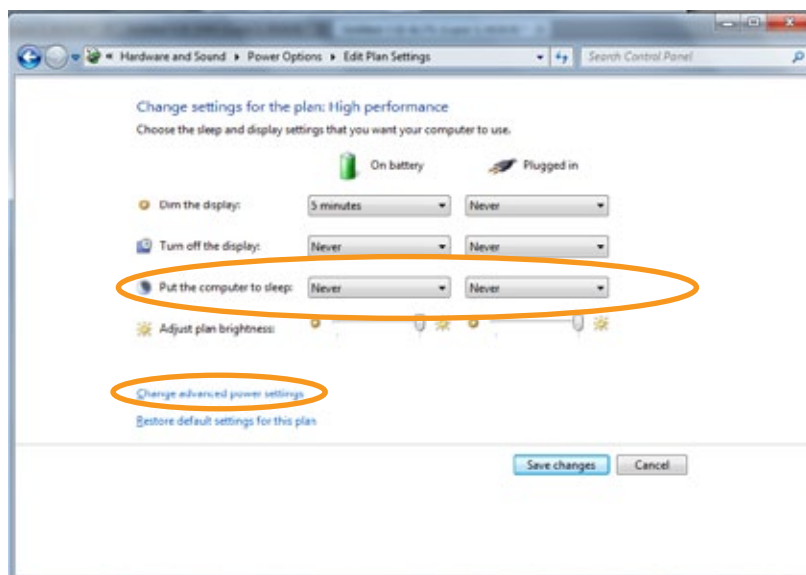 « Hardware and Sound ▸ Power Options ▸ Edit Plan Settings
Search Control Panel
Change settings for the plan: High performance
Choose the sleep and display settings that you want your computer to use.
On battery Plugged in
Dim the display: 5 minutes Never
Turn off the display: Never Never
Put the computer to sleep: Never Never
Adjust plan brightness:
Change advanced power settings
Restore default settings for this plan
Save changes Cancel